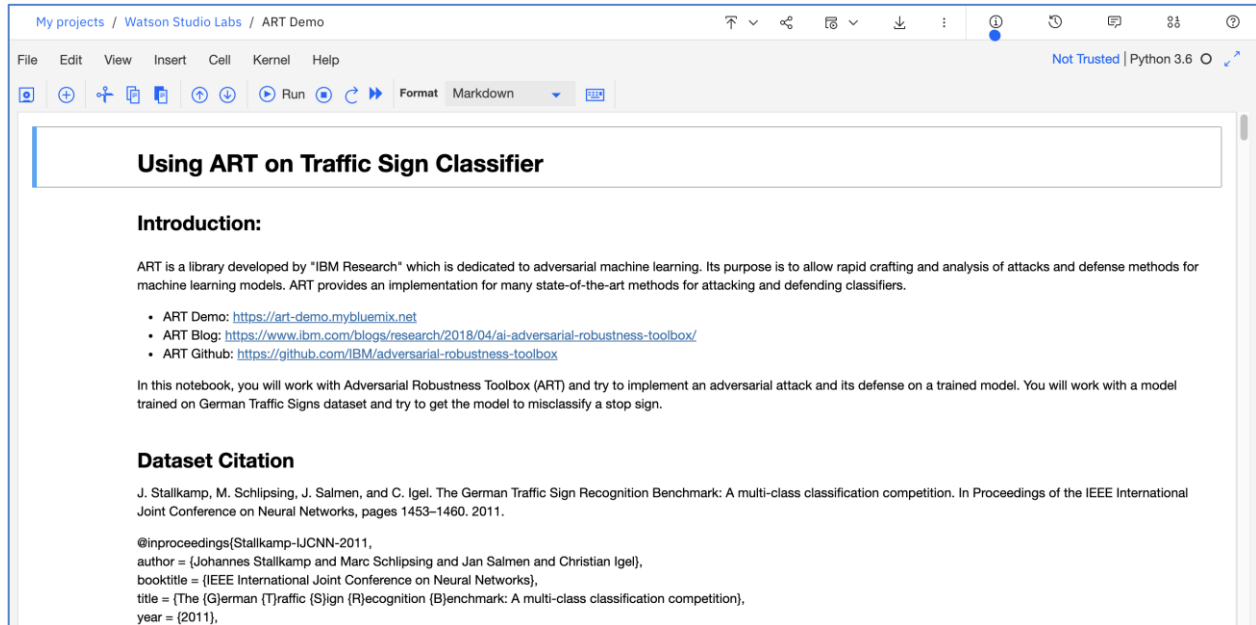 My projects / Watson Studio Labs / ART Demo
File Edit View Insert Cell Kernel Help
Not Trusted | Python 3.6
Run Format Markdown
Using ART on Traffic Sign Classifier
Introduction:
ART is a library developed by "IBM Research" which is dedicated to adversarial machine learning. Its purpose is to allow rapid crafting and analysis of attacks and defense methods for
machine learning models. ART provides an implementation for many state-of-the-art methods for attacking and defending classifiers.
• ART Demo: https://art-demo.mybluemix.net
• ART Blog: https://www.ibm.com/blogs/research/2018/04/ai-adversarial-robustness-toolbox/
• ART Github: https://github.com/IBM/adversarial-robustness-toolbox
In this notebook, you will work with Adversarial Robustness Toolbox (ART) and try to implement an adversarial attack and its defense on a trained model. You will work with a model
trained on German Traffic Signs dataset and try to get the model to misclassify a stop sign.
Dataset Citation
J. Stallkamp, M. Schlipsing, J. Salmen, and C. Igel. The German Traffic Sign Recognition Benchmark: A multi-class classification competition. In Proceedings of the IEEE International
Joint Conference on Neural Networks, pages 1453–1460. 2011.
@inproceedings{Stallkamp-IJCNN-2011,
author = {Johannes Stallkamp and Marc Schlipsing and Jan Salmen and Christian Igel},
booktitle = {IEEE International Joint Conference on Neural Networks},
title = {The {G}erman {T}raffic {S}ign {R}ecognition {B}enchmark: A multi-class classification competition},
year = {2011},